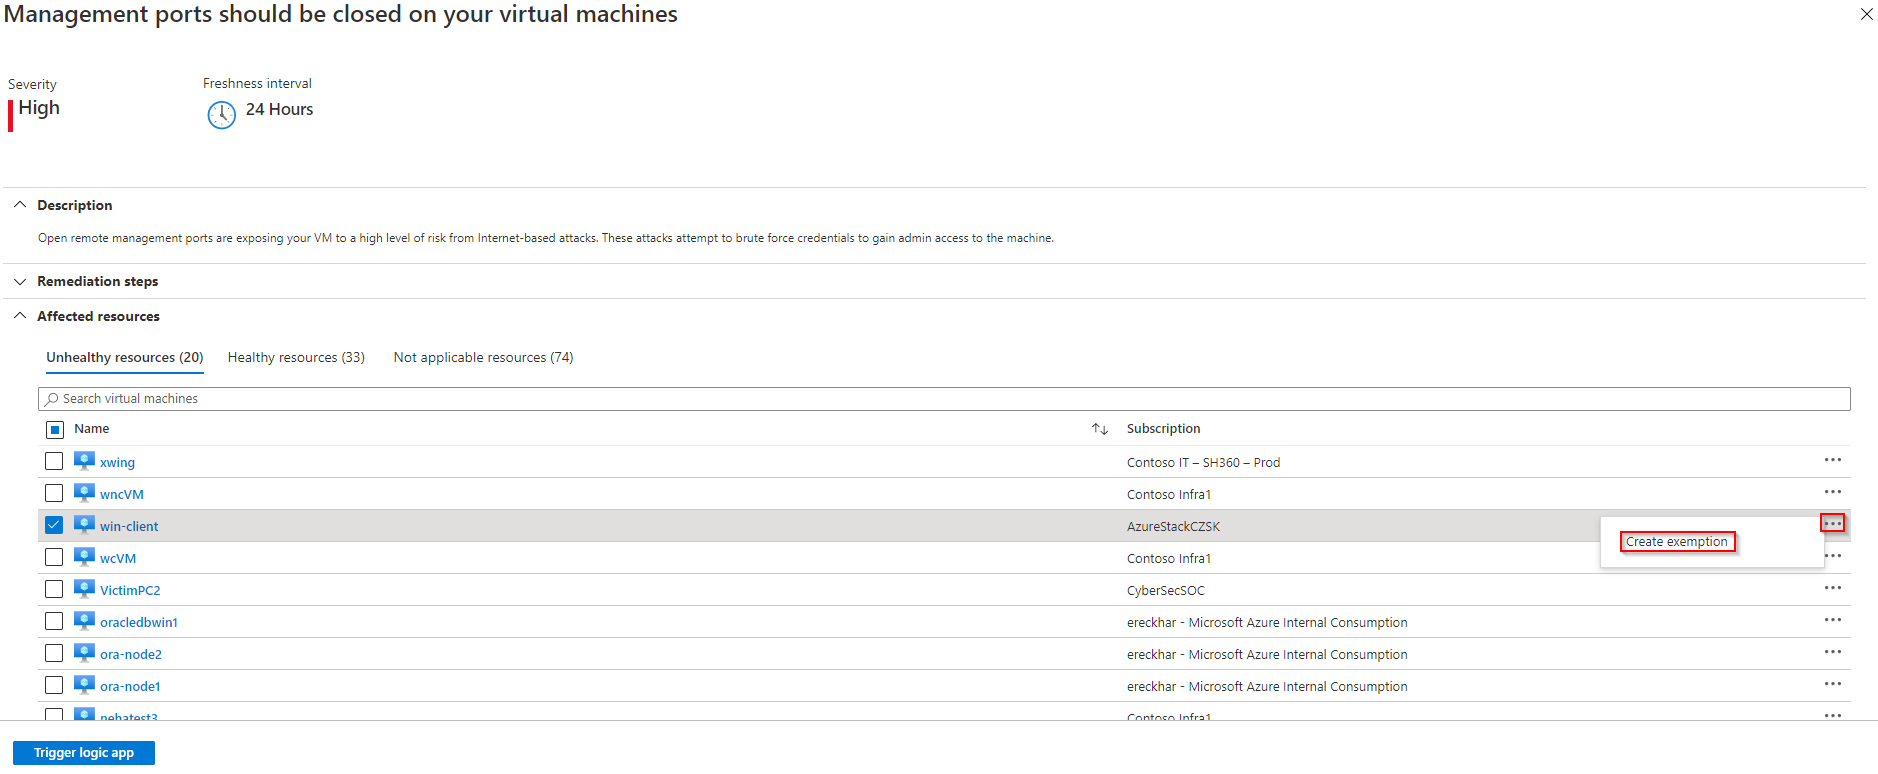 Management ports should be closed on your virtual machines
Severity
Freshness interval
High
24 Hours
Description
Open remote management ports are exposing your VM to a high level of risk from Internet-based attacks. These attacks attempt to brute force credentials to gain admin access to the machine.
Remediation steps
Affected resources
Unhealthy resources (20) Healthy resources (33) Not applicable resources (74)
Search virtual machines
Name Subscription
xwing Contoso IT – SH360 – Prod
wncVM Contoso Infra1
win-client AzureStackCZSK
Create exemption
wcVM Contoso Infra1
VictimPC2 CyberSecSOC
oracledbwin1 ereckhar - Microsoft Azure Internal Consumption
ora-node2 ereckhar - Microsoft Azure Internal Consumption
ora-node1 ereckhar - Microsoft Azure Internal Consumption
nehatest3 Contoso Infra1
Trigger logic app